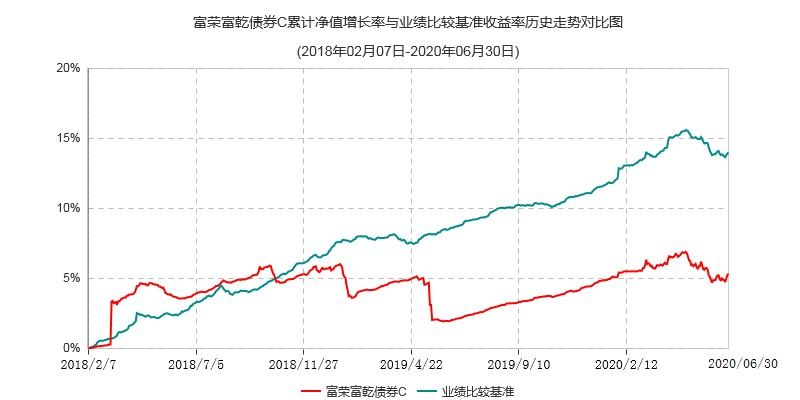 富荣富乾债券C累计净值增长率与业绩比较基准收益率历史走势对比图
(2018年02月07日-2020年06月30日)
20%
15%
10%
5%
0%
2018/2/7 2018/7/5 2018/11/27 2019/4/22 2019/9/10 2020/2/12 2020/06/30
富荣富乾债券C 业绩比较基准